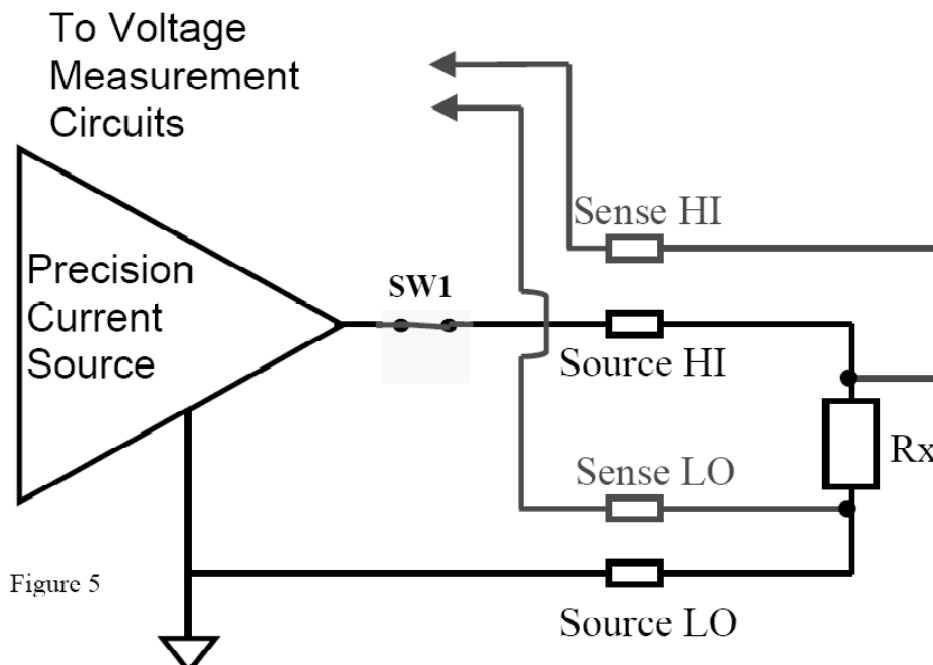 To Voltage
Measurement
Circuits
Sense HI
Precision
Current
Source
SW1
Source HI
Rx
Sense LO
Figure 5
Source LO